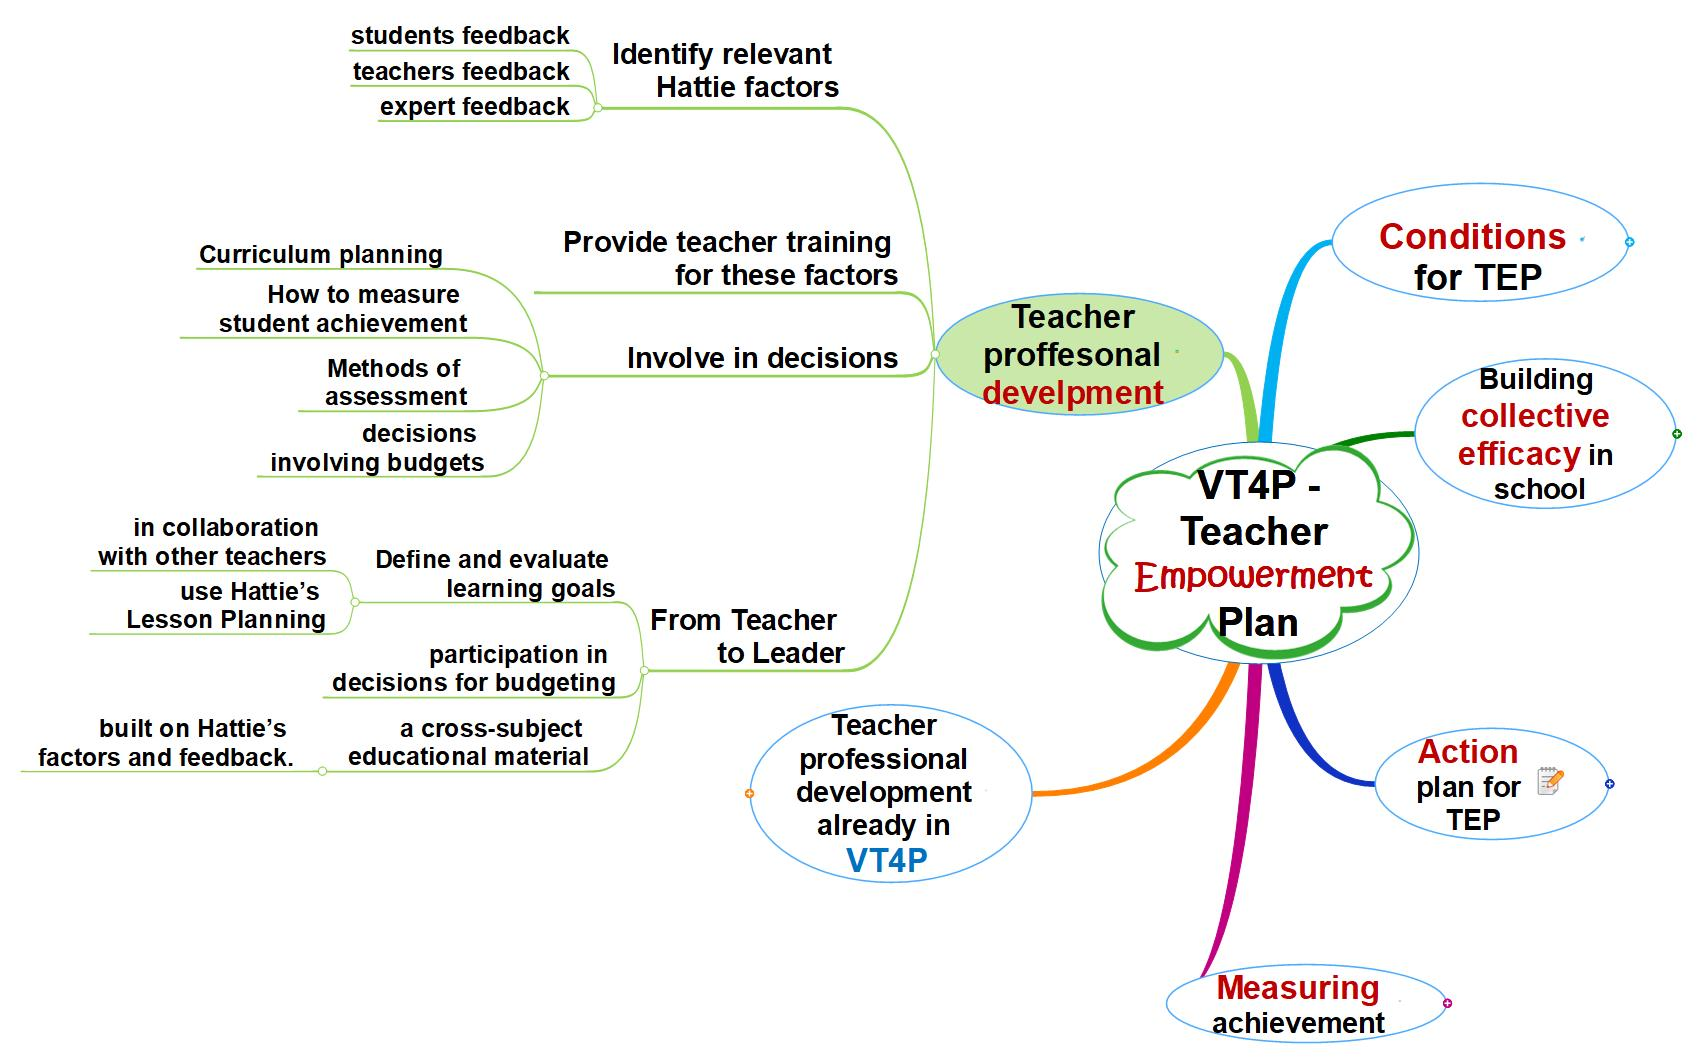 students feedback
teachers feedback
expert feedback
Identify relevant
Hattie factors
Curriculum planning
How to measure
student achievement
Methods of
assessment
decisions
involving budgets
Provide teacher training
for these factors
Involve in decisions
in collaboration
with other teachers
use Hattie’s
Lesson Planning
Define and evaluate
learning goals
participation in
decisions for budgeting
built on Hattie’s
factors and feedback.
a cross-subject
educational material
From Teacher
to Leader
Teacher
proffesonal
develpment
Conditions
for TEP
Building
collective
efficacy in
school
VT4P -
Teacher
Empowerment
Plan
Teacher
professional
development
already in
VT4P
Action
plan for
TEP
Measuring
achievement